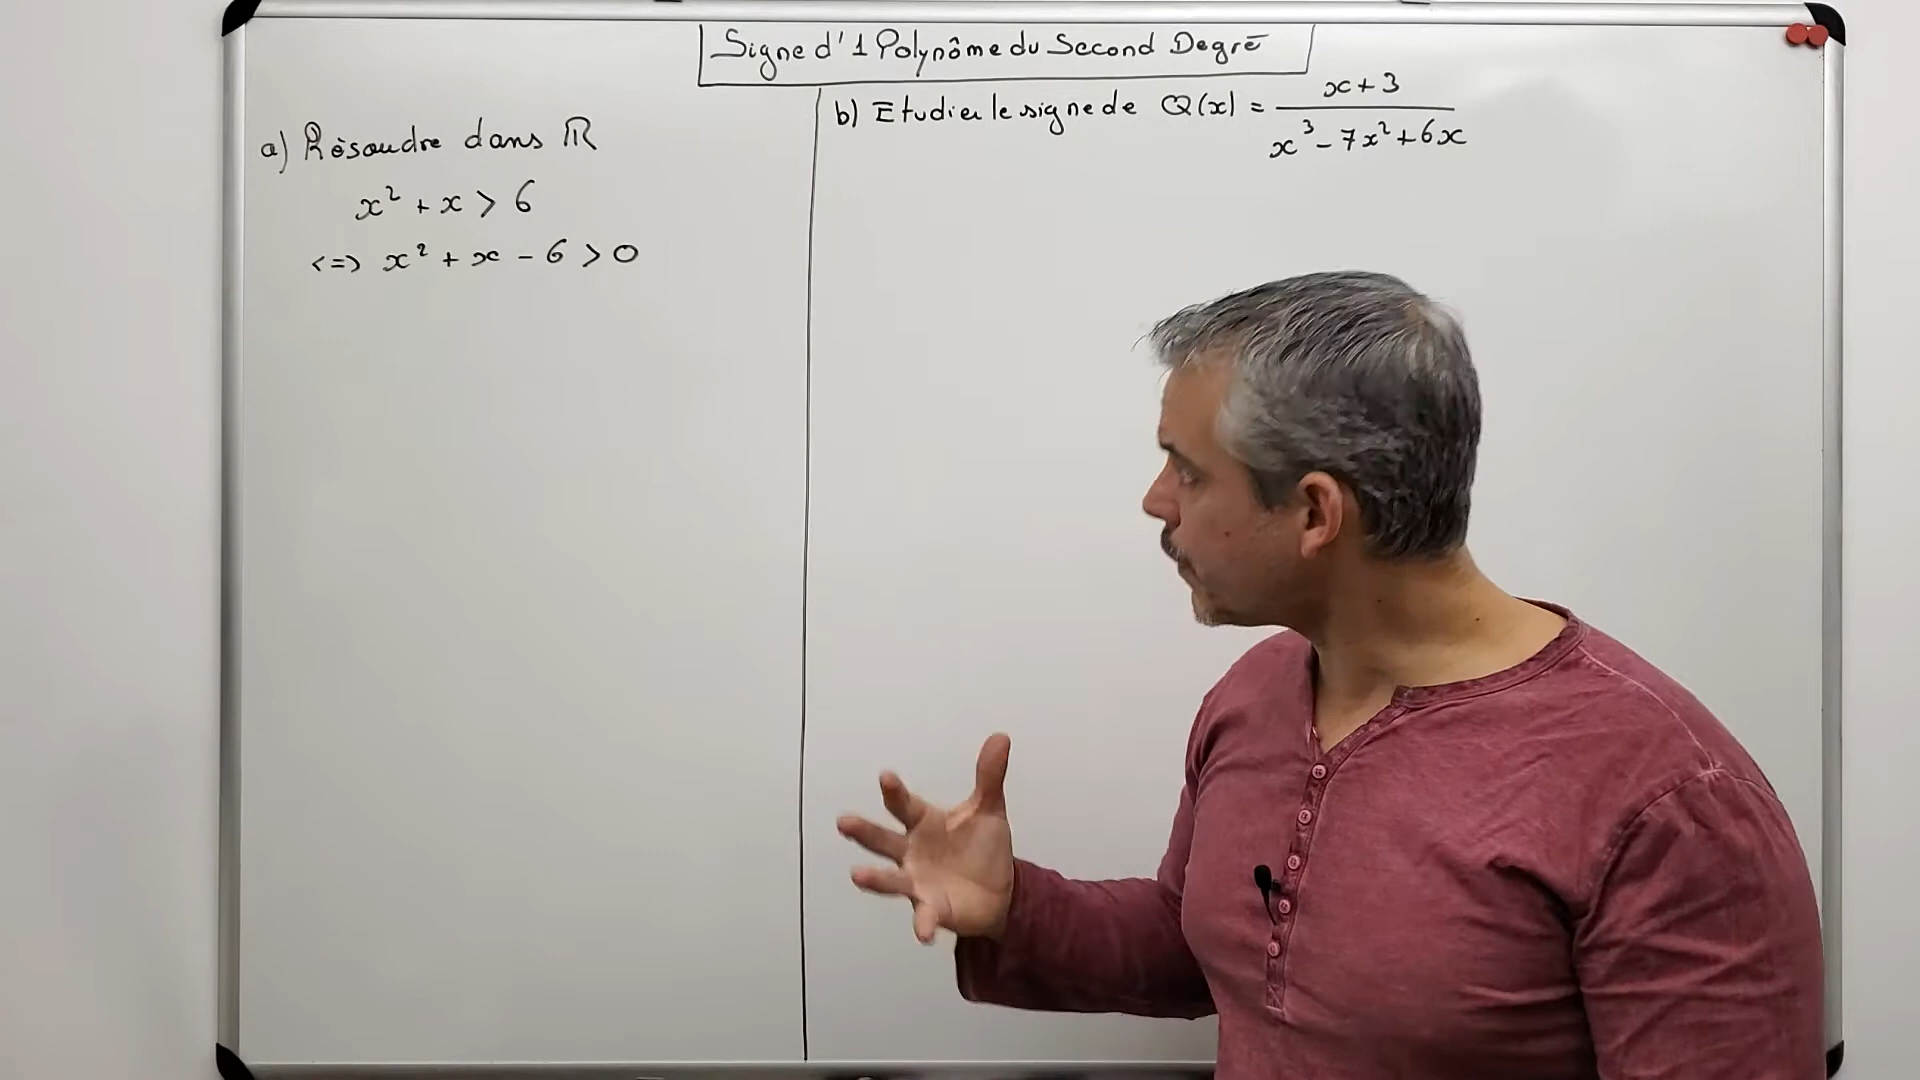 Signe d'1 Polynôme du Second Degré
a) Résoudre dans ℝ
x² + x > 6
<=> x² + x - 6 > 0
b) Etudier le signe de Q(x) = (x + 3)/(x³ - 7x² + 6x)